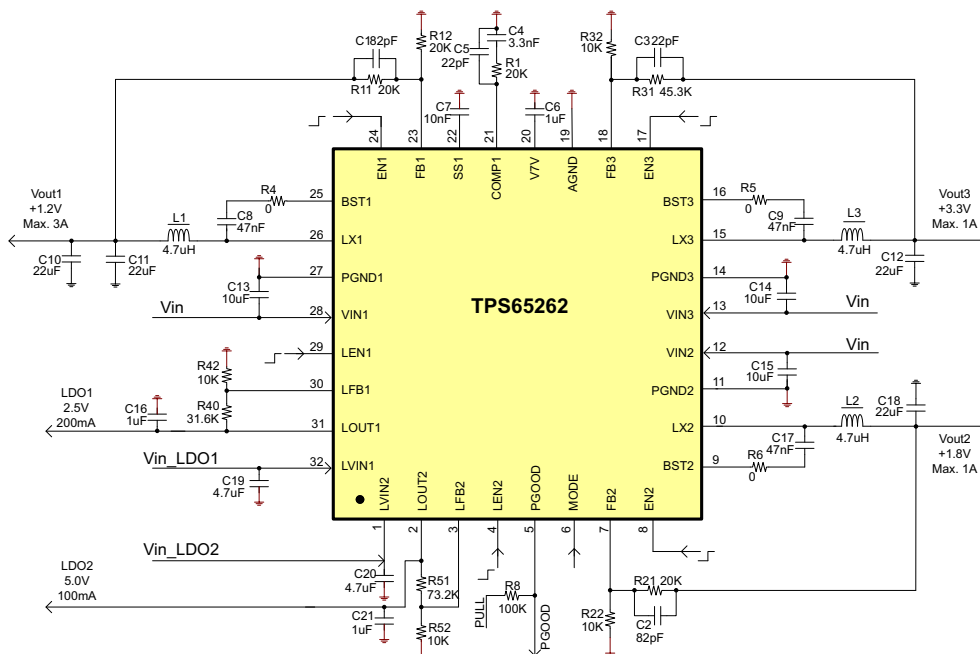 C4
3.3nF
R12
20K
C5
22pF
R1
20K
C182pF
R11 20K
R32
10K
C322pF
R31 45.3K
C7
10nF
C6
1uF
24
23
22
21
20
19
18
17
EN1
FB1
SS1
COMP1
V7V
AGND
FB3
EN3
Vout1
+1.2V
Max. 3A
L1
4.7uH
R4
0
C8
47nF
25
BST1
BST3
16
R5
0
C9
47nF
L3
4.7uH
Vout3
+3.3V
Max. 1A
26
LX1
LX3
15
C10
22uF
C11
22uF
C12
22uF
27
PGND1
PGND3
14
C13
10uF
C14
10uF
TPS65262
Vin
28
VIN1
VIN3
13
Vin
29
LEN1
VIN2
12
Vin
R42
10K
30
LFB1
PGND2
11
C15
10uF
LDO1
2.5V
200mA
C16
1uF
R40
31.6K
31
LOUT1
LX2
10
L2
4.7uH
C18
22uF
C17
47nF
Vout2
+1.8V
Max. 1A
Vin_LDO1
32
LVIN1
BST2
9
R6
0
C19
4.7uF
LVIN2
LOUT2
LFB2
LEN2
PGOOD
MODE
FB2
EN2
1
2
3
4
5
6
7
8
Vin_LDO2
LDO2
5.0V
100mA
C20
4.7uF
R51
73.2K
C21
1uF
R52
10K
PULL
R8
100K
PGOOD
R21 20K
R22
10K
C2
82pF